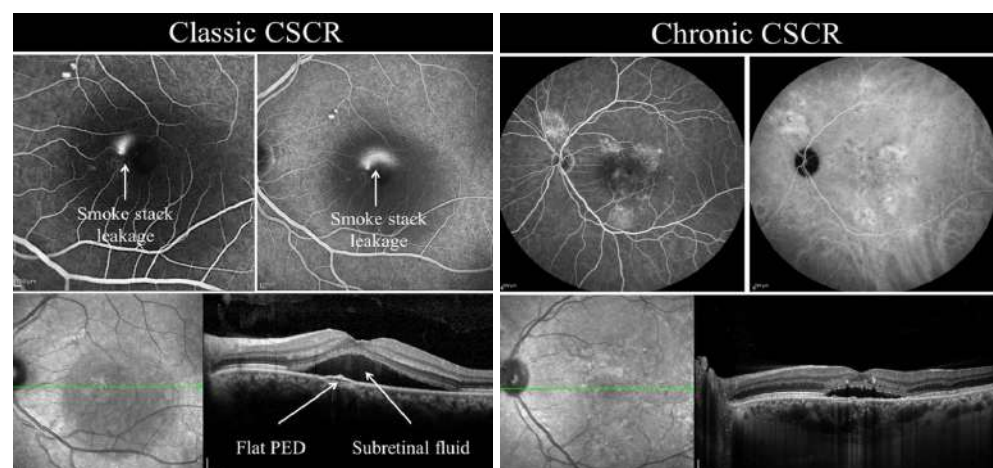 Classic CSCR
Smoke stack
leakage
Smoke stack
leakage
Flat PED
Subretinal fluid
Chronic CSCR